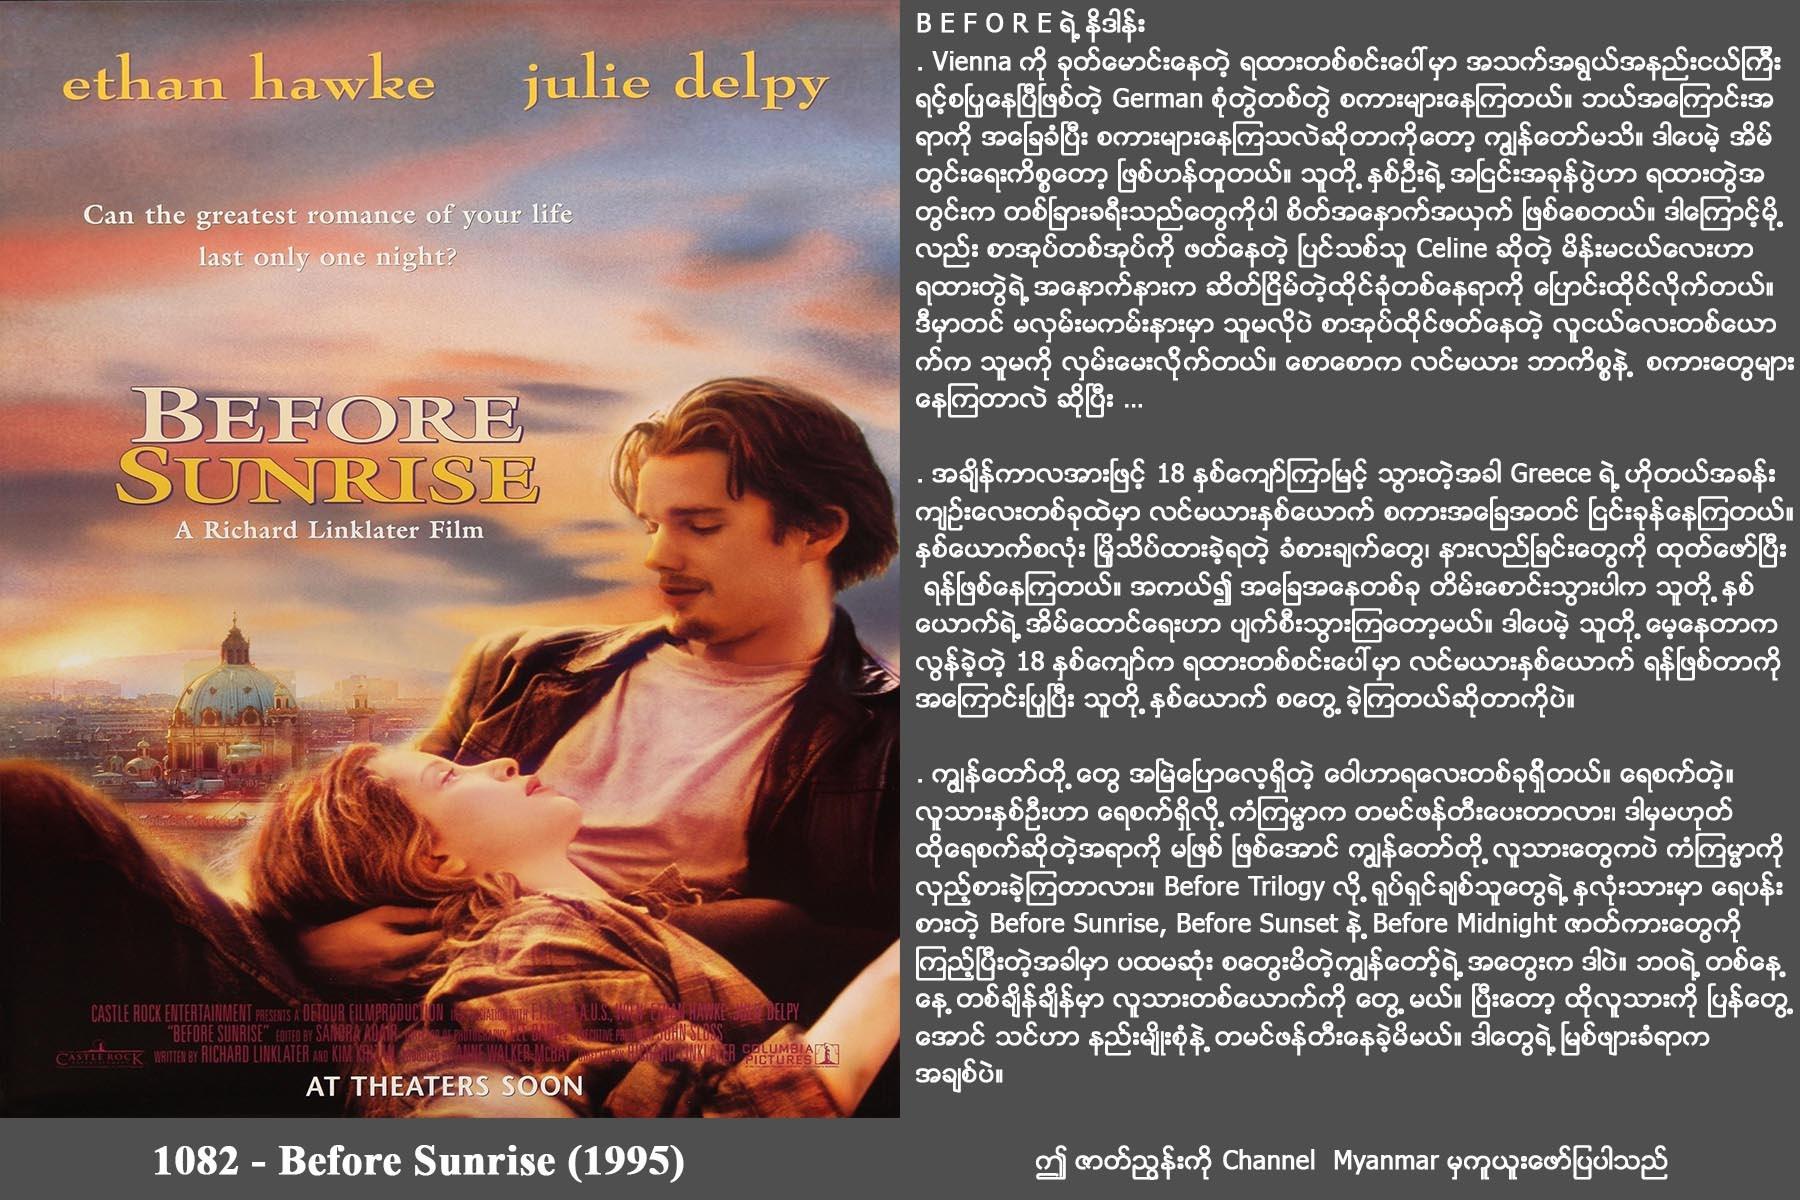 ethan hawke julie delpy
Can the greatest romance of your life
last only one night?
BEFORE
SUNRISE
A Richard Linklater Film
CASTLE ROCK ENTERTAINMENT PRESENTS A DETOUR FILMPRODUCTION
"BEFORE SUNRISE" EDITED BY SANDRA ADAIR
WRITTEN BY RICHARD LINKLATER AND KIM
CASTLE ROCK
COLUMBIA
PICTURES
AT THEATERS SOON
1082 - Before Sunrise (1995)
B E F O R E ရဲ့ နိဒါန်း
. Vienna ကို ခုတ်မောင်းနေတဲ့ ရထားတစ်စင်းပေါ်မှာ အသက်အရွယ်အနည်းငယ်ကြီး
ရင့်စပြုနေပြီဖြစ်တဲ့ German စုံတွဲတစ်တွဲ စကားများနေကြတယ်။ ဘယ်အကြောင်းအ
ရာကို အခြေခံပြီး စကားများနေကြသလဲဆိုတာကိုတော့ ကျွန်တော်မသိ။ ဒါပေမဲ့ အိမ်
တွင်းရေးကိစ္စတော့ ဖြစ်ဟန်တူတယ်။ သူတို့ နှစ်ဦးရဲ့ အငြင်းအခုန်ပွဲဟာ ရထားတွဲအ
တွင်းက တစ်ခြားခရီးသည်တွေကိုပါ စိတ်အနှောက်အယှက် ဖြစ်စေတယ်။ ဒါကြောင့်မို့
လည်း စာအုပ်တစ်အုပ်ကို ဖတ်နေတဲ့ ပြင်သစ်သူ Celine ဆိုတဲ့ မိန်းမငယ်လေးဟာ
ရထားတွဲရဲ့ အနောက်နားက ဆိတ်ငြိမ်တဲ့ထိုင်ခုံတစ်နေရာကို ပြောင်းထိုင်လိုက်တယ်။
ဒီမှာတင် မလှမ်းမကမ်းနားမှာ သူမလိုပဲ စာအုပ်ထိုင်ဖတ်နေတဲ့ လူငယ်လေးတစ်ယော
က်က သူမကို လှမ်းမေးလိုက်တယ်။ စောစောက လင်မယား ဘာကိစ္စနဲ့ စကားတွေများ
နေကြတာလဲ ဆိုပြီး ...
. အချိန်ကာလအားဖြင့် 18 နှစ်ကျော်ကြာမြင့် သွားတဲ့အခါ Greece ရဲ့ ဟိုတယ်အခန်း
ကျဉ်းလေးတစ်ခုထဲမှာ လင်မယားနှစ်ယောက် စကားအခြေအတင် ငြင်းခုန်နေကြတယ်။
နှစ်ယောက်စလုံး မြိုသိပ်ထားခဲ့ရတဲ့ ခံစားချက်တွေ၊ နားလည်ခြင်းတွေကို ထုတ်ဖော်ပြီး
ရန်ဖြစ်နေကြတယ်။ အကယ်၍ အခြေအနေတစ်ခု တိမ်းစောင်းသွားပါက သူတို့ နှစ်
ယောက်ရဲ့ အိမ်ထောင်ရေးဟာ ပျက်စီးသွားကြတော့မယ်။ ဒါပေမဲ့ သူတို့ မေ့နေတာက
လွန်ခဲ့တဲ့ 18 နှစ်ကျော်က ရထားတစ်စင်းပေါ်မှာ လင်မယားနှစ်ယောက် ရန်ဖြစ်တာကို
အကြောင်းပြုပြီး သူတို့ နှစ်ယောက် စတွေ့ ခဲ့ကြတယ်ဆိုတာကိုပဲ။
. ကျွန်တော်တို့ တွေ အမြဲပြောလေ့ရှိတဲ့ ဝေါဟာရလေးတစ်ခုရှိတယ်။ ရေစက်တဲ့။
လူသားနှစ်ဦးဟာ ရေစက်ရှိလို့ ကံကြမ္မာက တမင်ဖန်တီးပေးတာလား၊ ဒါမှမဟုတ်
ထိုရေစက်ဆိုတဲ့အရာကို မဖြစ် ဖြစ်အောင် ကျွန်တော်တို့ လူသားတွေကပဲ ကံကြမ္မာကို
လှည့်စားခဲ့ကြတာလား။ Before Trilogy လို့ ရုပ်ရှင်ချစ်သူတွေရဲ့ နှလုံးသားမှာ ရေပန်း
စားတဲ့ Before Sunrise, Before Sunset နဲ့ Before Midnight ဇာတ်ကားတွေကို
ကြည့်ပြီးတဲ့အခါမှာ ပထမဆုံး စတွေးမိတဲ့ကျွန်တော့်ရဲ့ အတွေးက ဒါပဲ။ ဘဝရဲ့ တစ်နေ့
နေ့ တစ်ချိန်ချိန်မှာ လူသားတစ်ယောက်ကို တွေ့ မယ်။ ပြီးတော့ ထိုလူသားကို ပြန်တွေ့
အောင် သင်ဟာ နည်းမျိုးစုံနဲ့ တမင်ဖန်တီးနေခဲ့မိမယ်။ ဒါတွေရဲ့ မြစ်ဖျားခံရာက
အချစ်ပဲ။
ဤ ဇာတ်ညွှန်းကို Channel Myanmar မှကူယူးဖော်ပြပါသည်